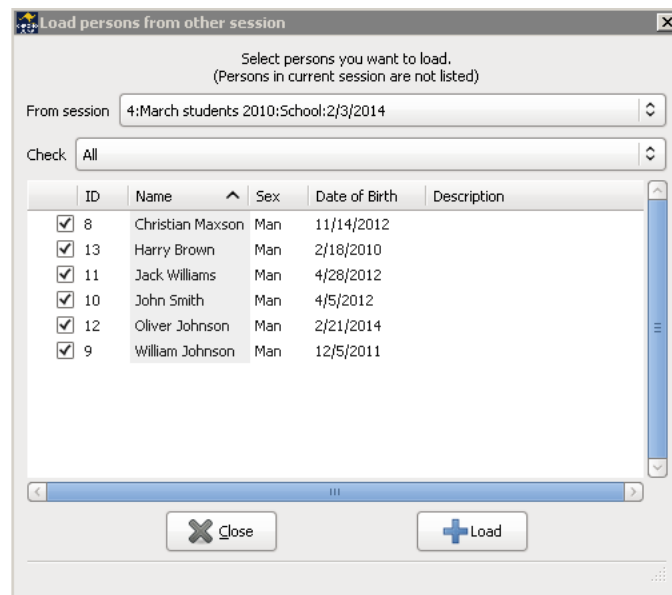 Load persons from other session
Select persons you want to load.
(Persons in current session are not listed)
From session 4:March students 2010:School:2/3/2014
Check All
ID Name Sex Date of Birth Description
8 Christian Maxson Man 11/14/2012
13 Harry Brown Man 2/18/2010
11 Jack Williams Man 4/28/2012
10 John Smith Man 4/5/2012
12 Oliver Johnson Man 2/21/2014
9 William Johnson Man 12/5/2011
Close Load